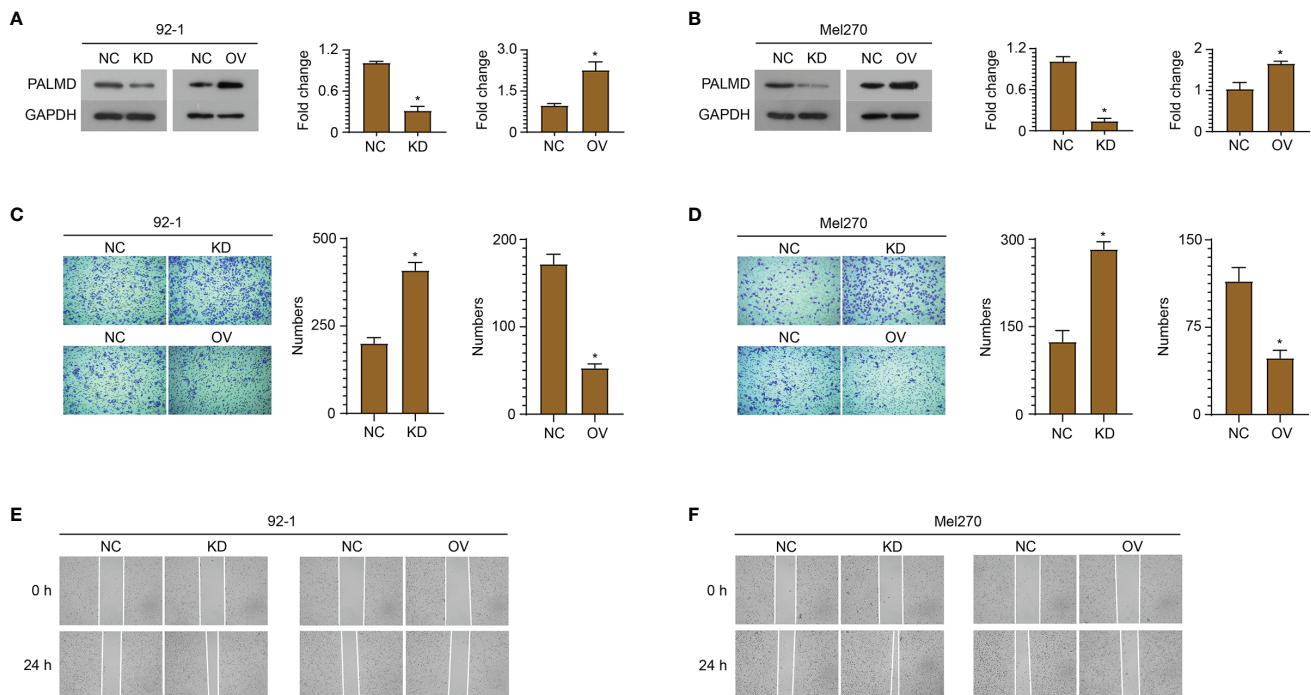 A
92-1
NC KD NC OV
PALMD
GAPDH
Fold change
1.2
0.6
0
*
NC KD
Fold change
3.0
1.5
0
*
NC OV
B
Mel270
NC KD NC OV
PALMD
GAPDH
Fold change
1.2
0.6
0
*
NC KD
Fold change
2
1
0
*
NC OV
C
92-1
NC KD
NC OV
Numbers
500
250
0
*
NC KD
Numbers
200
100
0
*
NC OV
D
Mel270
NC KD
NC OV
Numbers
300
150
0
*
NC KD
Numbers
150
75
0
*
NC OV
E
92-1
NC KD NC OV
0 h
24 h
F
Mel270
NC KD NC OV
0 h
24 h